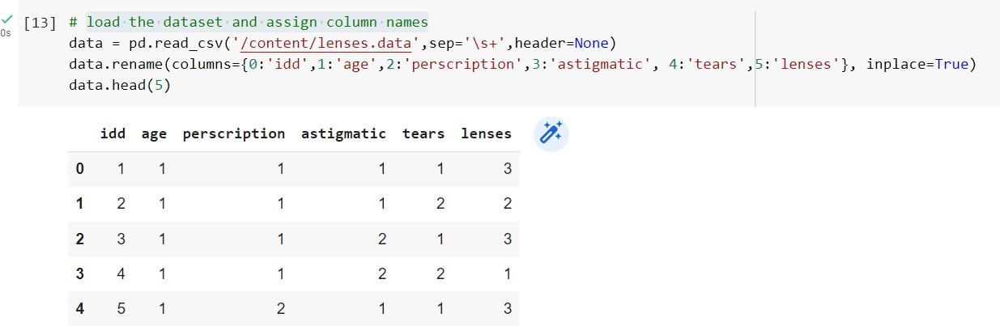 [13] # load the dataset and assign column names
0s
data = pd.read_csv('/content/lenses.data',sep='\s+',header=None)
data.rename(columns={0:'idd',1:'age',2:'perscription',3:'astigmatic', 4:'tears',5:'lenses'}, inplace=True)
data.head(5)
idd age perscription astigmatic tears lenses
0 1 1 1 1 1 3
1 2 1 1 1 2 2
2 3 1 1 2 1 3
3 4 1 1 2 2 1
4 5 1 2 1 1 3